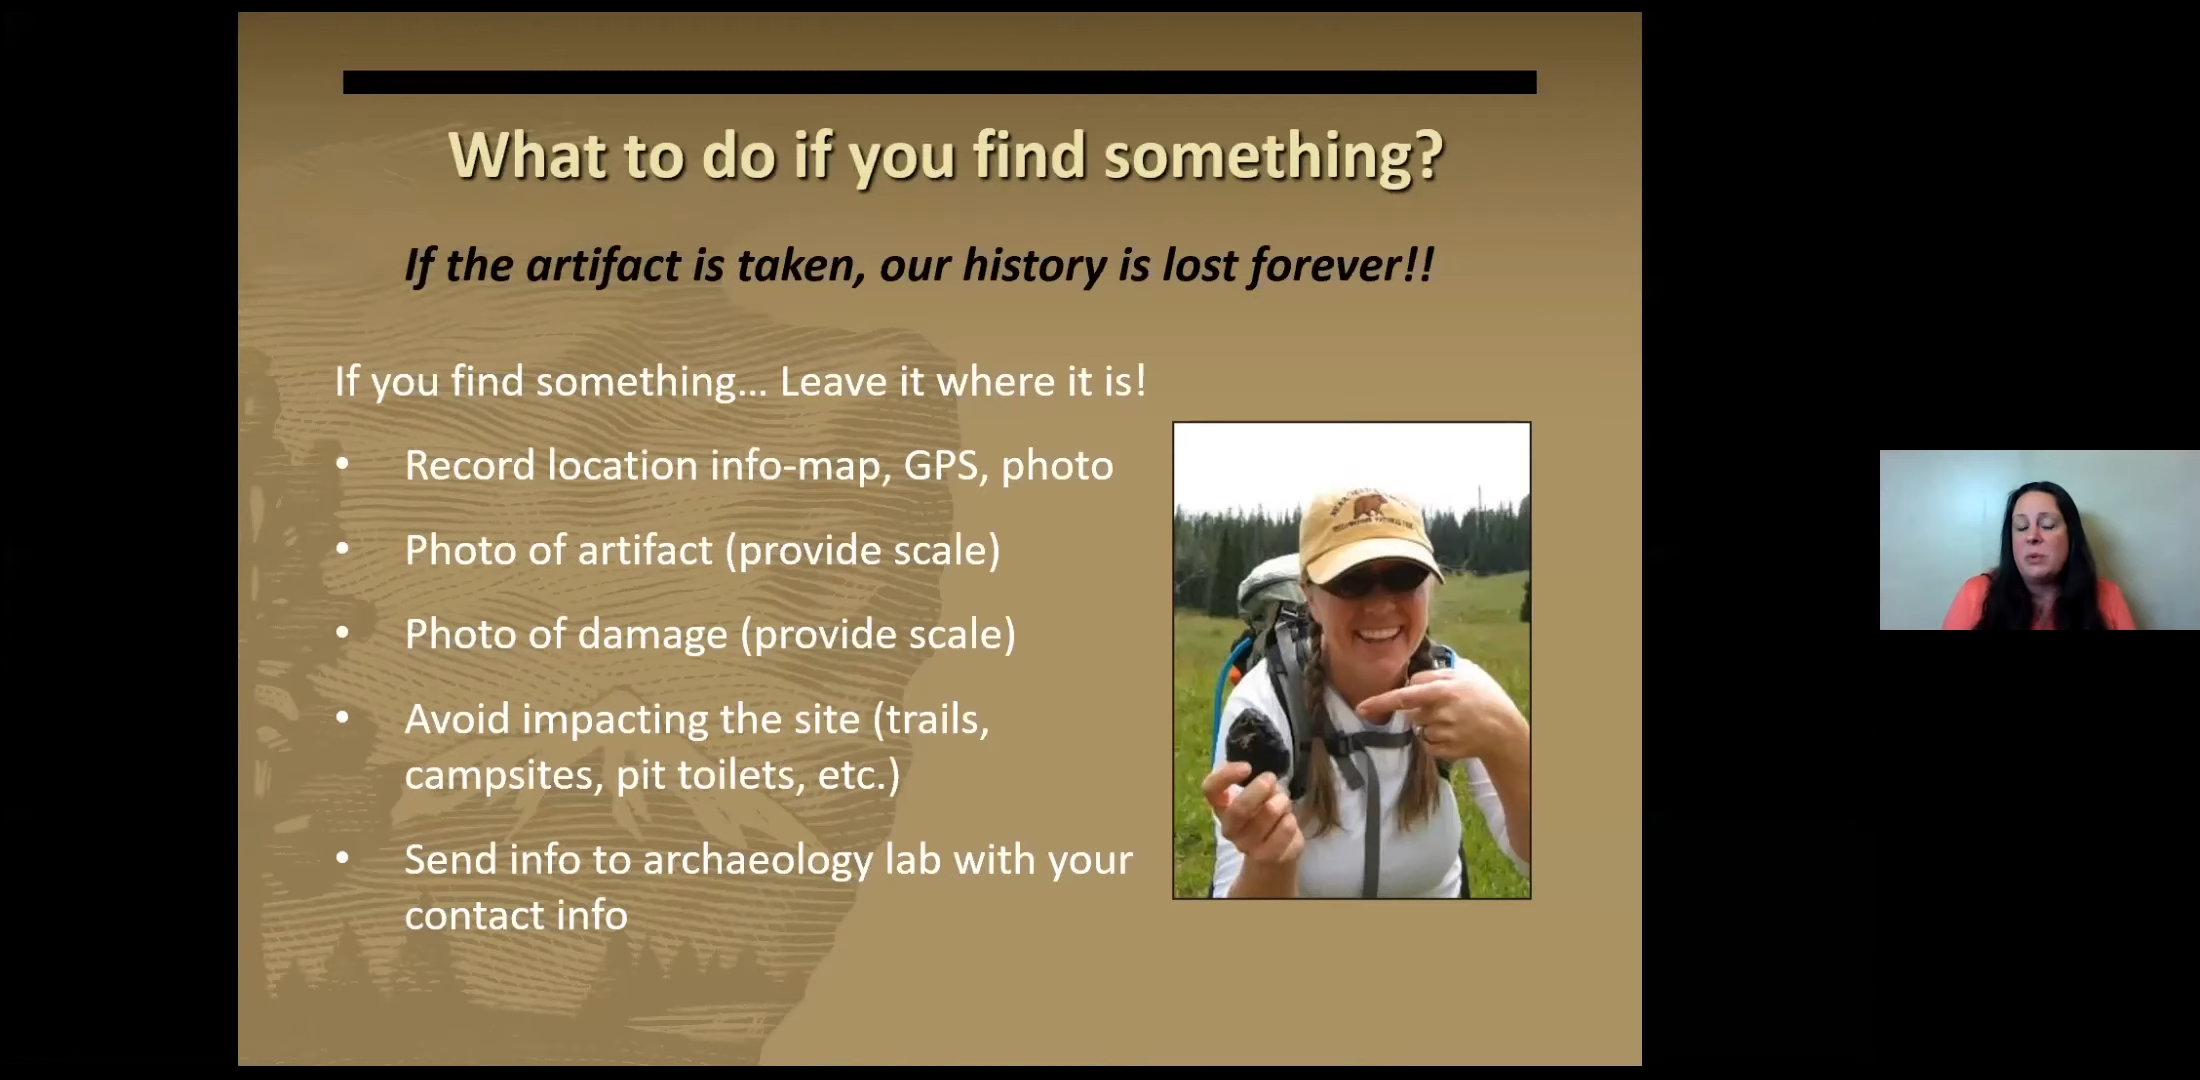 What to do if you find something?
If the artifact is taken, our history is lost forever!!
If you find something... Leave it where it is!
• Record location info-map, GPS, photo
• Photo of artifact (provide scale)
• Photo of damage (provide scale)
• Avoid impacting the site (trails,
campsites, pit toilets, etc.)
• Send info to archaeology lab with your
contact info